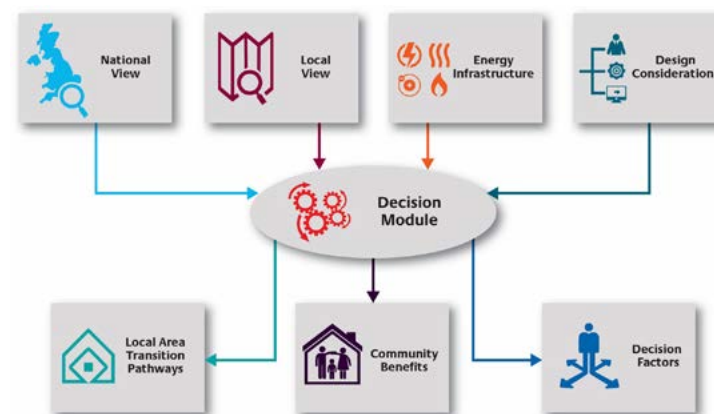 National
View
Local
View
Energy
Infrastructure
Design
Consideration
Decision
Module
Local Area
Transition
Pathways
Community
Benefits
Decision
Factors